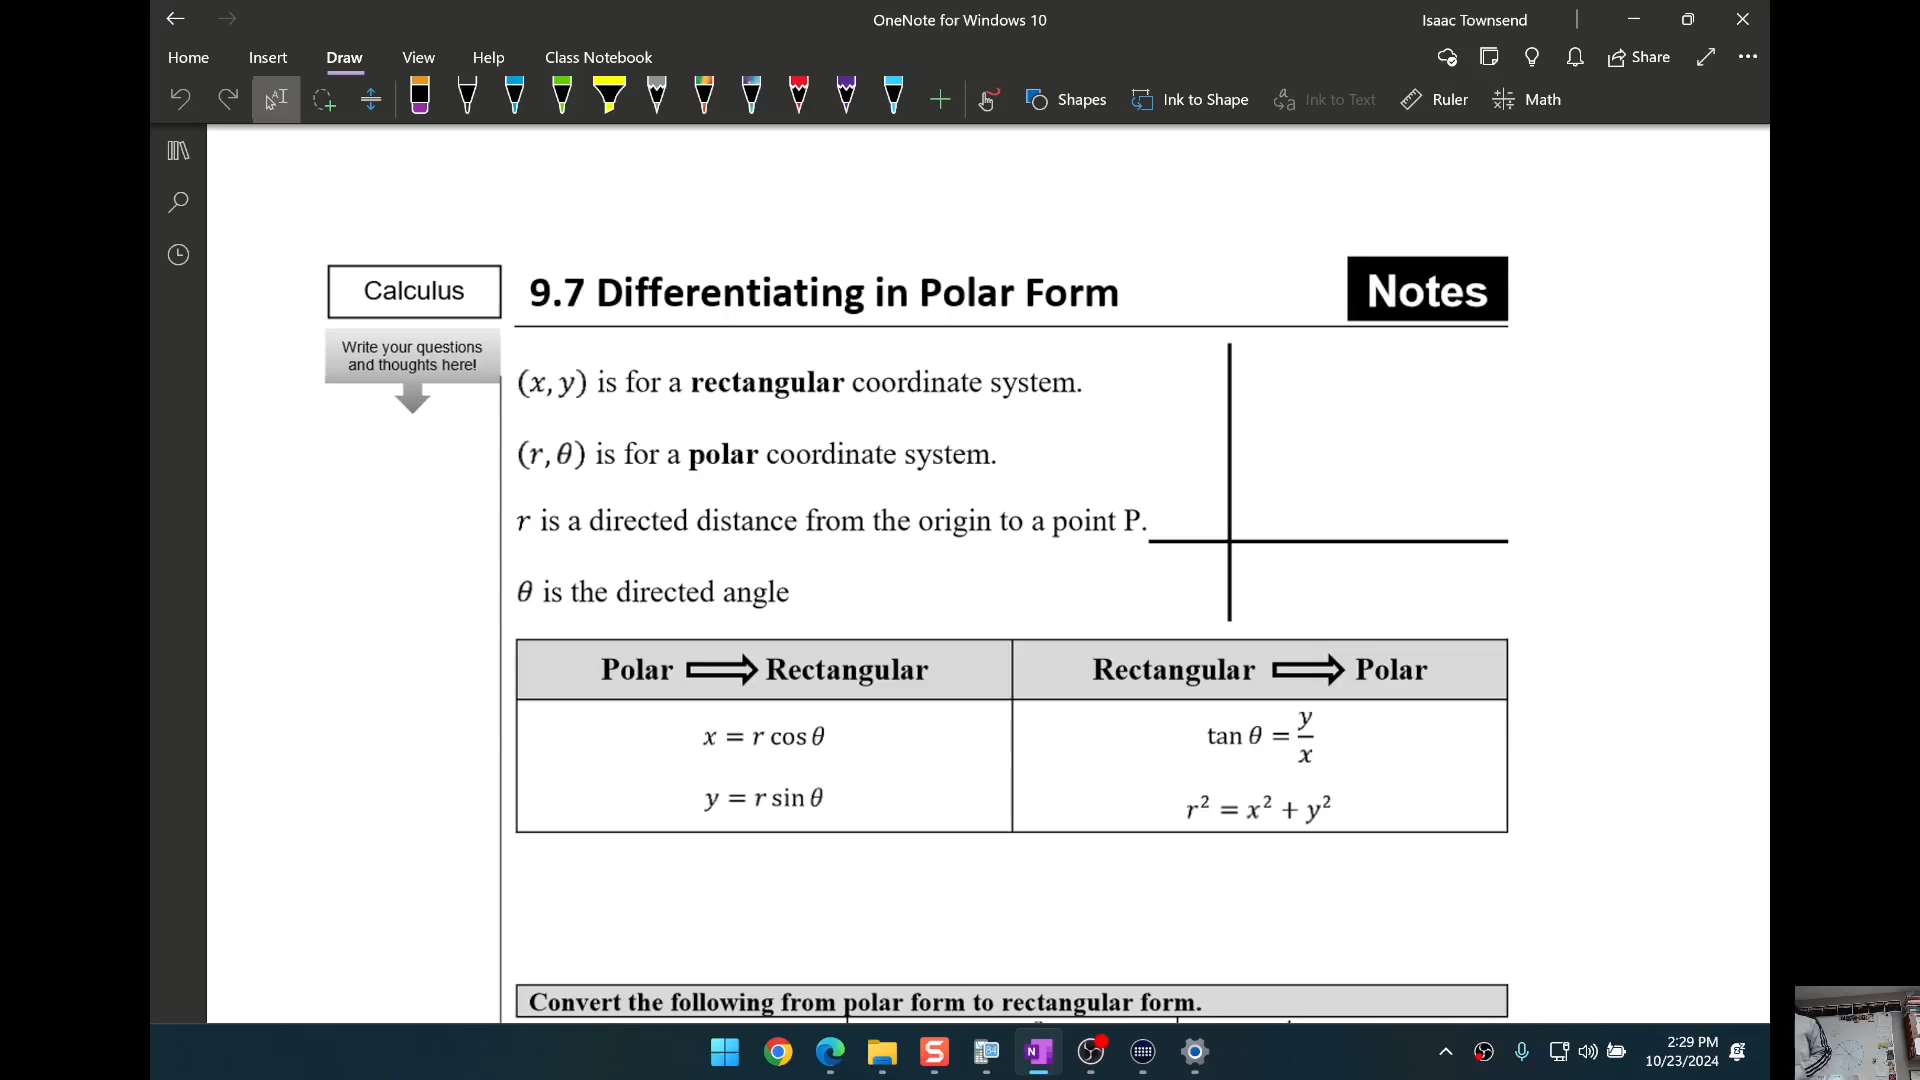 OneNote for Windows 10
Isaac Townsend
Home Insert Draw View Help Class Notebook
Share
Shapes Ink to Shape Ink to Text Ruler Math
Calculus
9.7 Differentiating in Polar Form
Notes
Write your questions
and thoughts here!
(x, y) is for a rectangular coordinate system.
(r, θ) is for a polar coordinate system.
r is a directed distance from the origin to a point P.
θ is the directed angle
Polar ⟹ Rectangular
Rectangular ⟹ Polar
x = r cos θ
y = r sin θ
tan θ = y/x
r² = x² + y²
Convert the following from polar form to rectangular form.
2:29 PM
10/23/2024